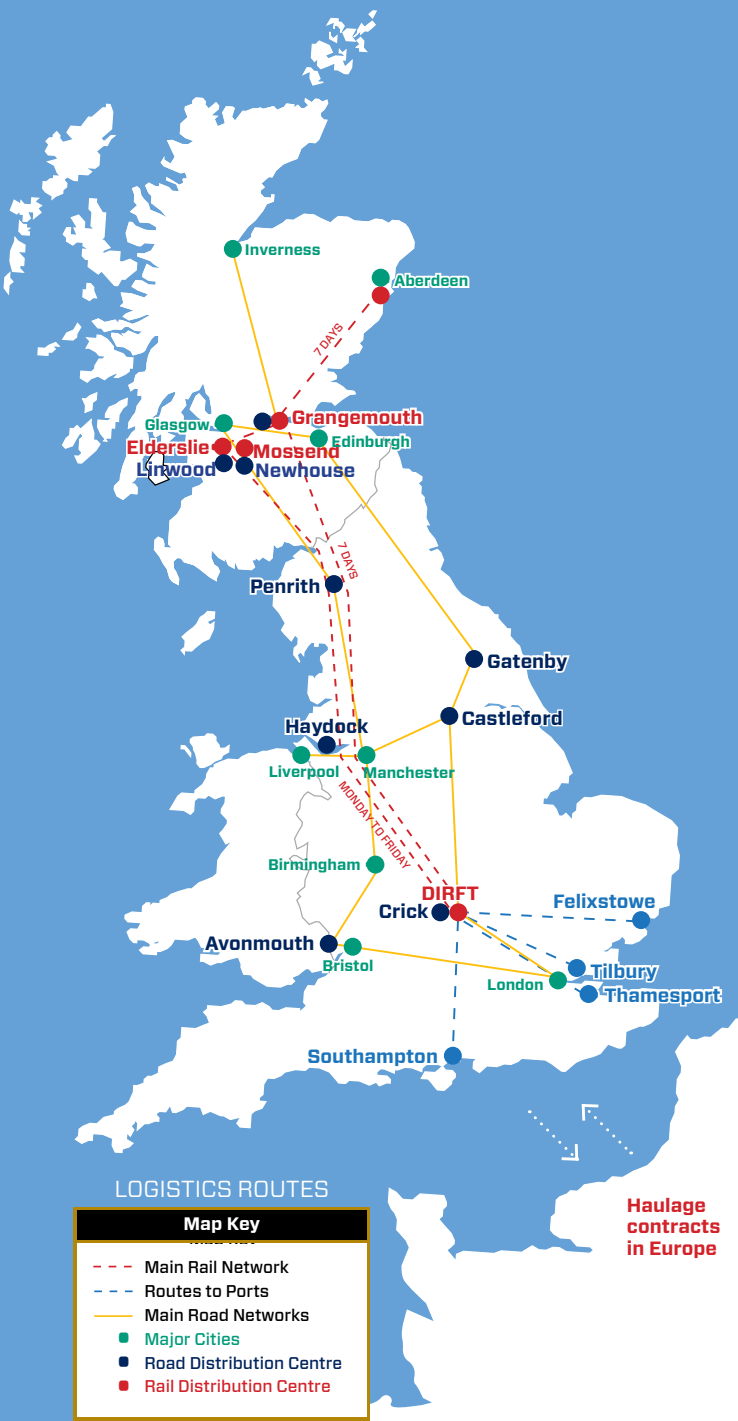 Inverness
Aberdeen
7 DAYS
Grangemouth
Glasgow
Edinburgh
Elderslie
Mossend
Linwood
Newhouse
7 DAYS
Penrith
Gatenby
Castleford
Haydock
Liverpool
Manchester
MONDAY TO FRIDAY
Birmingham
DIRFT
Crick
Felixstowe
Avonmouth
Bristol
Tilbury
London
Thamesport
Southampton
LOGISTICS ROUTES
Haulage
contracts
in Europe
Map Key
Main Rail Network
Routes to Ports
Main Road Networks
Major Cities
Road Distribution Centre
Rail Distribution Centre